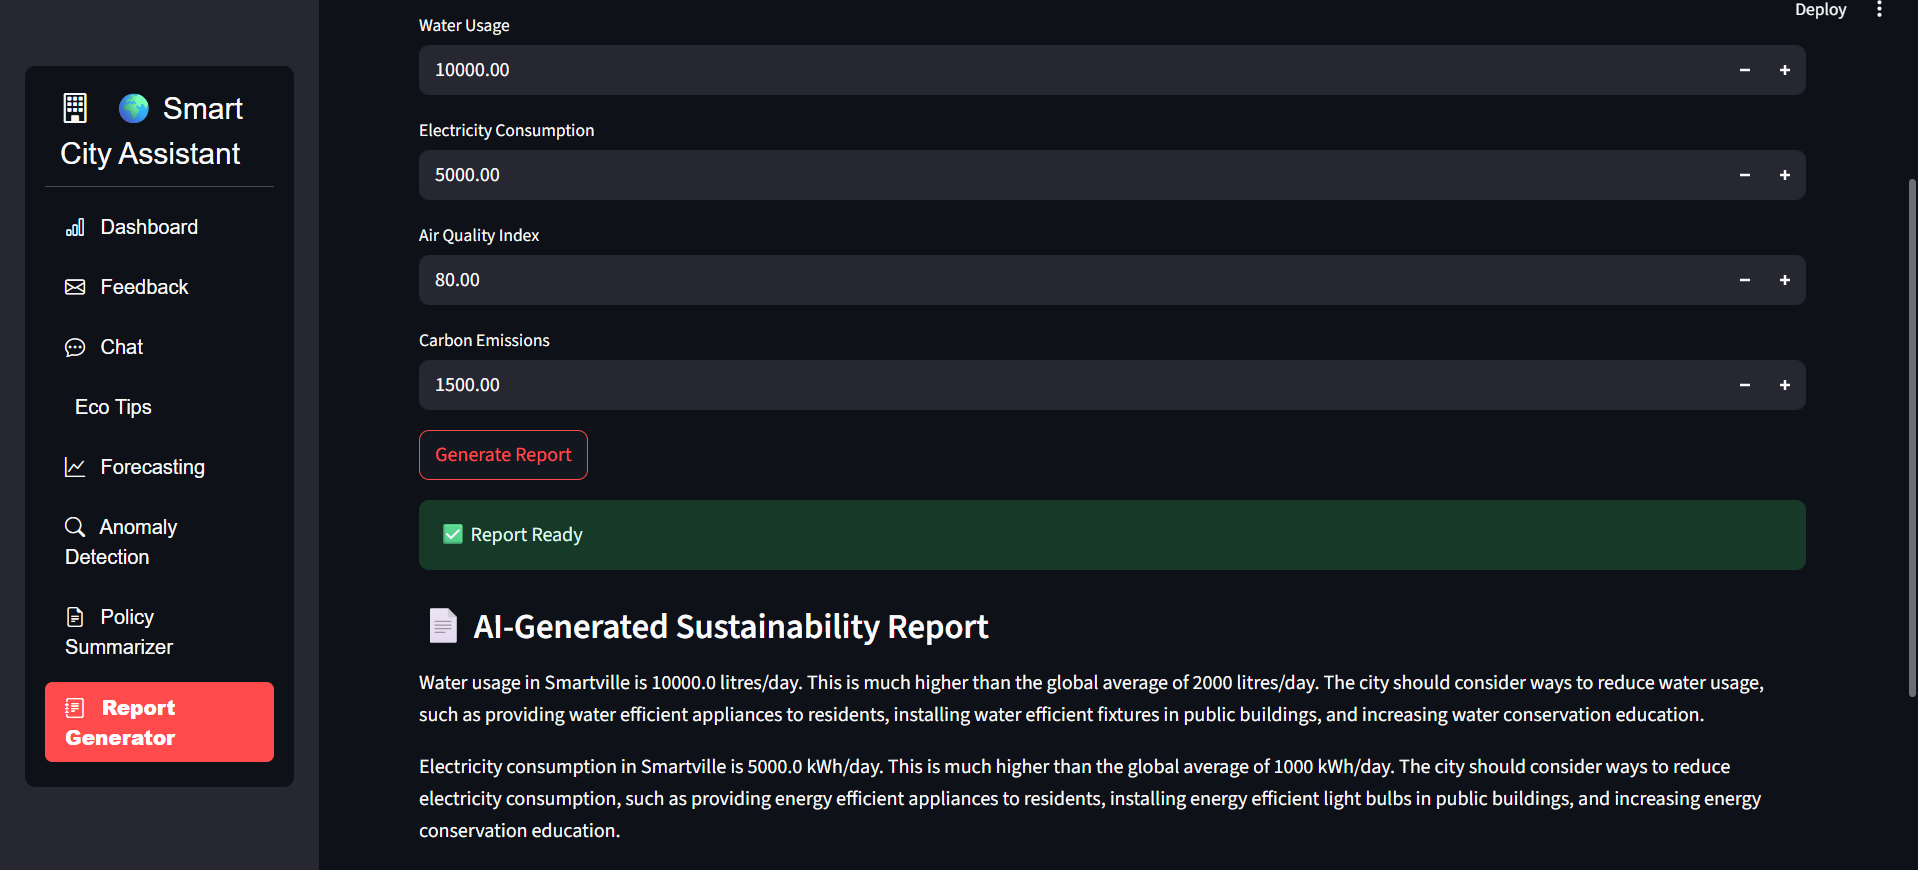 Deploy
Smart
City Assistant
Dashboard
Feedback
Chat
Eco Tips
Forecasting
Anomaly
Detection
Policy
Summarizer
Report
Generator
Water Usage
10000.00
Electricity Consumption
5000.00
Air Quality Index
80.00
Carbon Emissions
1500.00
Generate Report
Report Ready
AI-Generated Sustainability Report
Water usage in Smartville is 10000.0 litres/day. This is much higher than the global average of 2000 litres/day. The city should consider ways to reduce water usage,
such as providing water efficient appliances to residents, installing water efficient fixtures in public buildings, and increasing water conservation education.
Electricity consumption in Smartville is 5000.0 kWh/day. This is much higher than the global average of 1000 kWh/day. The city should consider ways to reduce
electricity consumption, such as providing energy efficient appliances to residents, installing energy efficient light bulbs in public buildings, and increasing energy
conservation education.